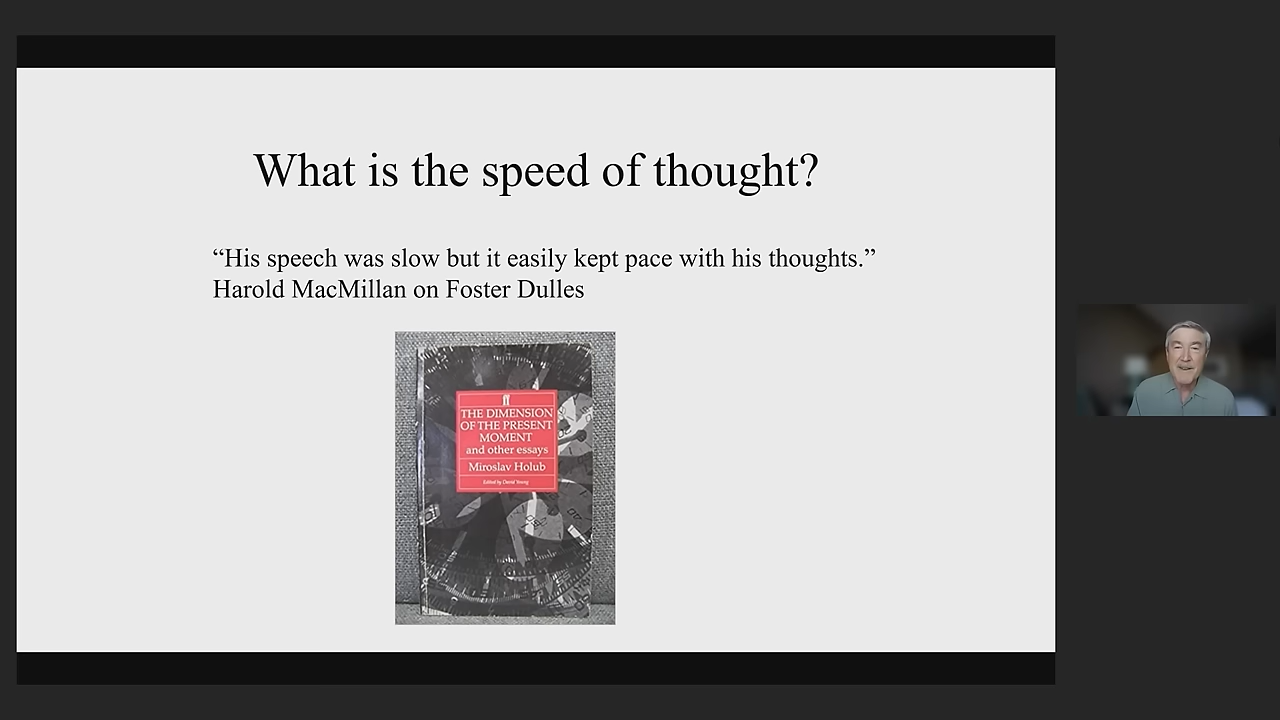 What is the speed of thought?
“His speech was slow but it easily kept pace with his thoughts.”
Harold MacMillan on Foster Dulles
ff
THE DIMENSION
OF THE PRESENT
MOMENT
and other essays
Miroslav Holub
Edited by David Young